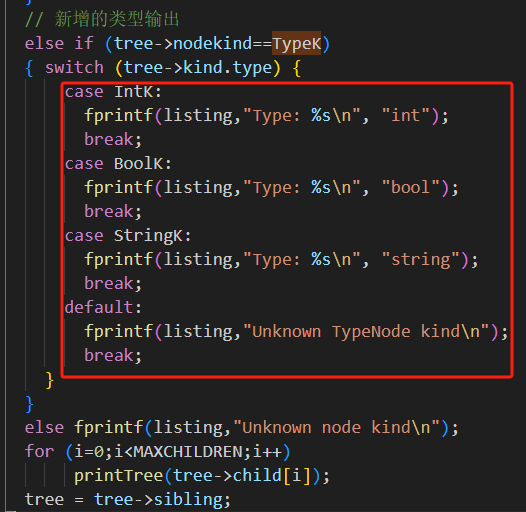 }
// 新增的类型输出
else if (tree->nodekind==TypeK)
{ switch (tree->kind.type) {
case IntK:
fprintf(listing,"Type: %s\n", "int");
break;
case BoolK:
fprintf(listing,"Type: %s\n", "bool");
break;
case StringK:
fprintf(listing,"Type: %s\n", "string");
break;
default:
fprintf(listing,"Unknown TypeNode kind\n");
break;
}
}
else fprintf(listing,"Unknown node kind\n");
for (i=0;i<MAXCHILDREN;i++)
printTree(tree->child[i]);
tree = tree->sibling;